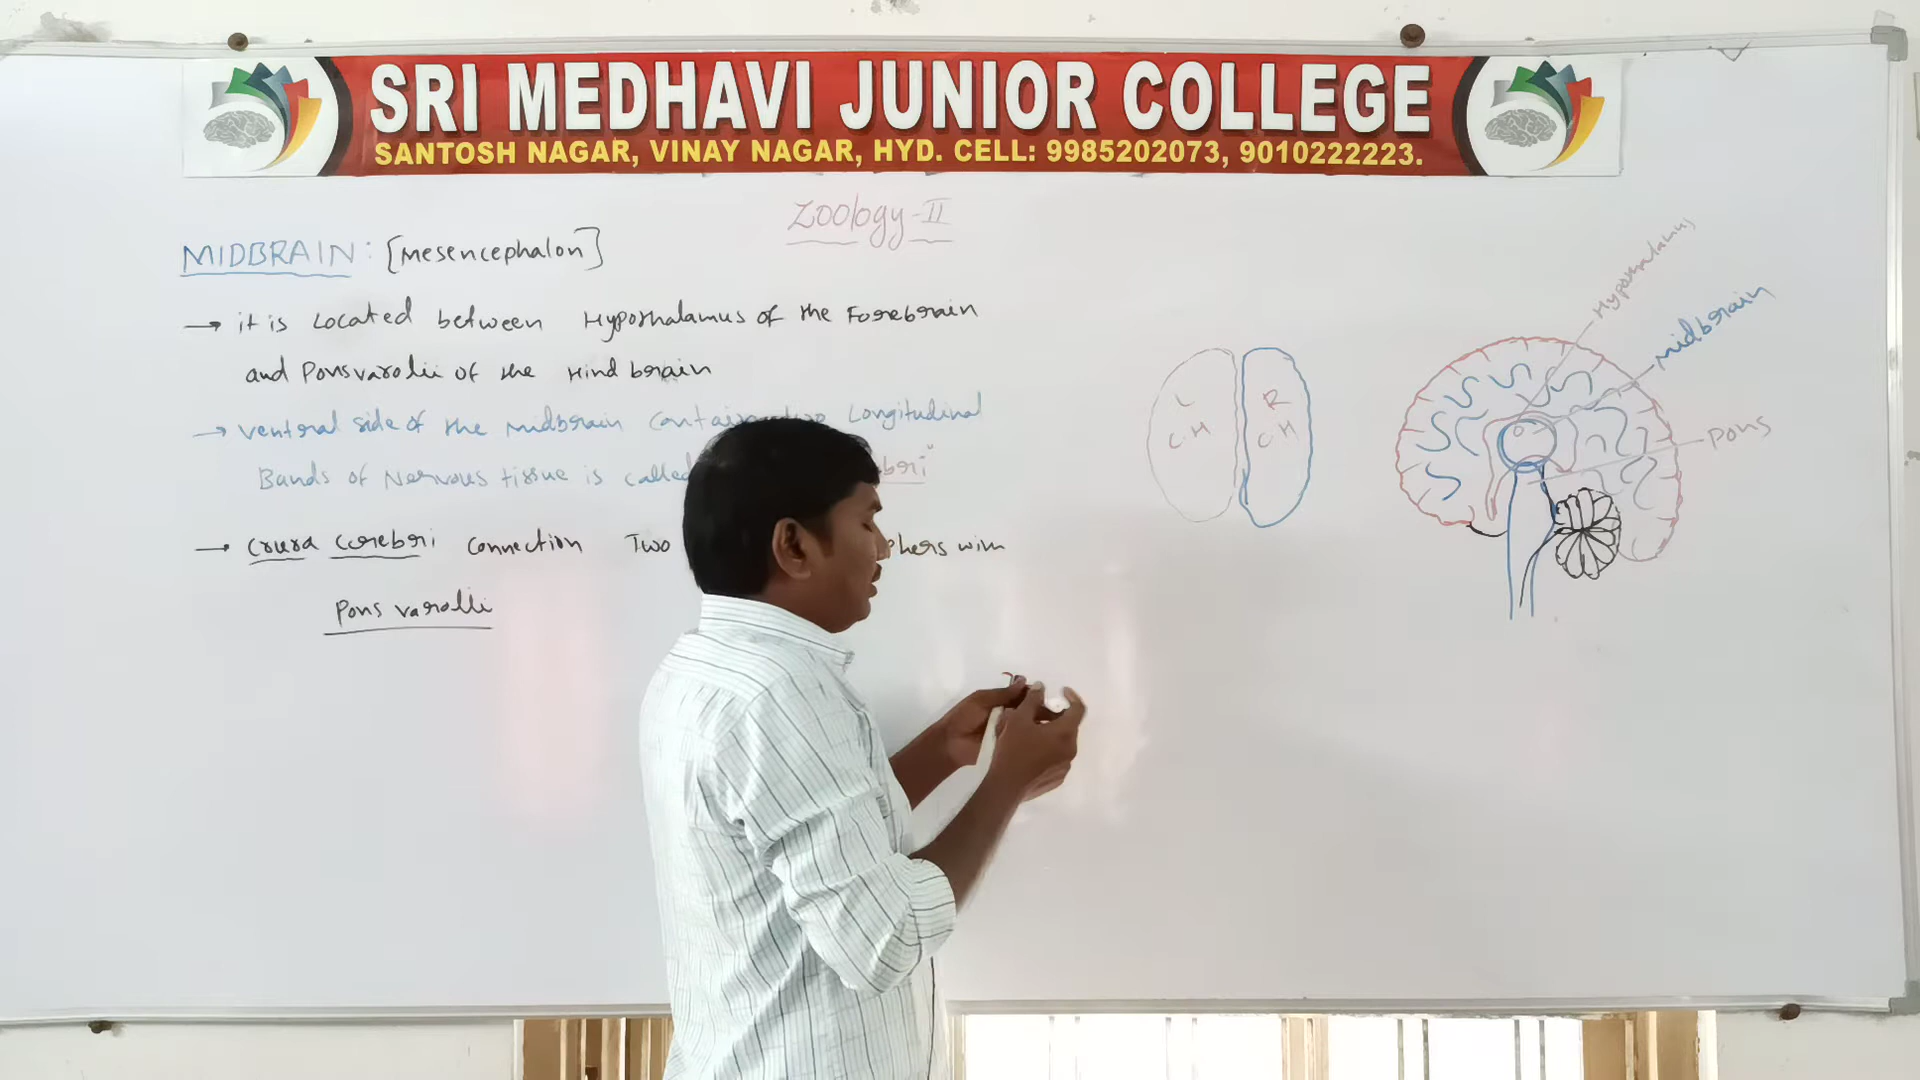 SRI MEDHAVI JUNIOR COLLEGE
SANTOSH NAGAR, VINAY NAGAR, HYD. CELL: 9985202073, 9010222223.
Zoology-II
MIDBRAIN: [Mesencephalon]
→ it is Located between Hypothalamus of the Forebrain
and Ponsvarolii of the Hind brain
→ ventral side of the Midbrain Longitudinal
Bands of Nervous tissue is called
→ Crura Cerebri Connection Two with
Pons varolli
L
C.H
R
C.H
Hypothalamus
Midbrain
Pons